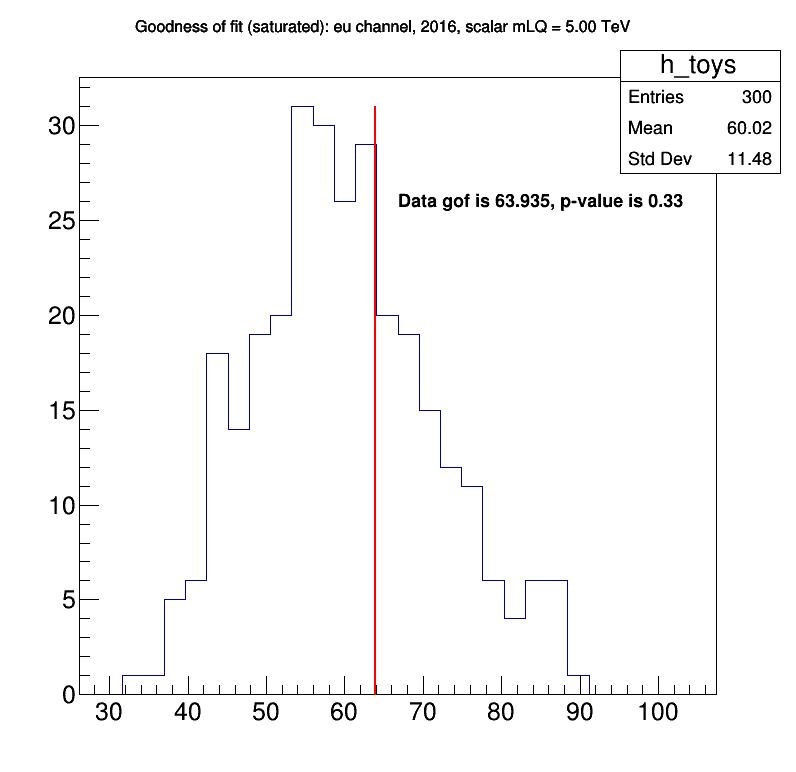 Goodness of fit (saturated): eu channel, 2016, scalar mLQ = 5.00 TeV
h_toys
Entries 300
Mean 60.02
Std Dev 11.48
Data gof is 63.935, p-value is 0.33
30
25
20
15
10
5
0
30 40 50 60 70 80 90 100